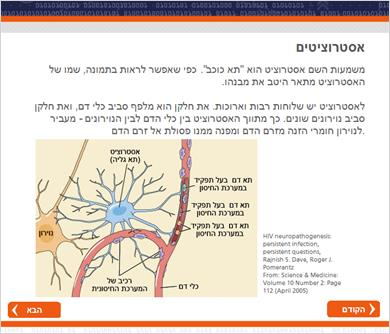 אסטרוציטים
משמעות השם אסטרוציט הוא "תא כוכב". כפי שאפשר לראות בתמונה, שמו של
האסטרוציט מתאר היטב את מבנהו.
לאסטרוציט יש שלוחות רבות וארוכות. את חלקן הוא מלפף סביב כלי דם, ואת חלקן
סביב נוירונים שונים. כך מתווך האסטרוציט בין כלי הדם לבין הנוירונים - מעביר
לנוירון חומרי הזנה מזרם הדם ומפנה ממנו פסולת אל זרם הדם.
אסטרוציט
(תא גליה)
תא דם בעל תפקיד
במערכת החיסון
תא דם
בעל תפקיד
במערכת החיסון
תא דם
בעל תפקיד
במערכת החיסון
נוירון
רכיב של
המערכת החיסונית
כלי דם
HIV neuropathogenesis:
persistent infection,
persistent questions,
Rajnish S. Dave, Roger J.
Pomerantz
From: Science & Medicine:
Volume 10 Number 2: Page
112 (April 2005)
הקודם
הבא